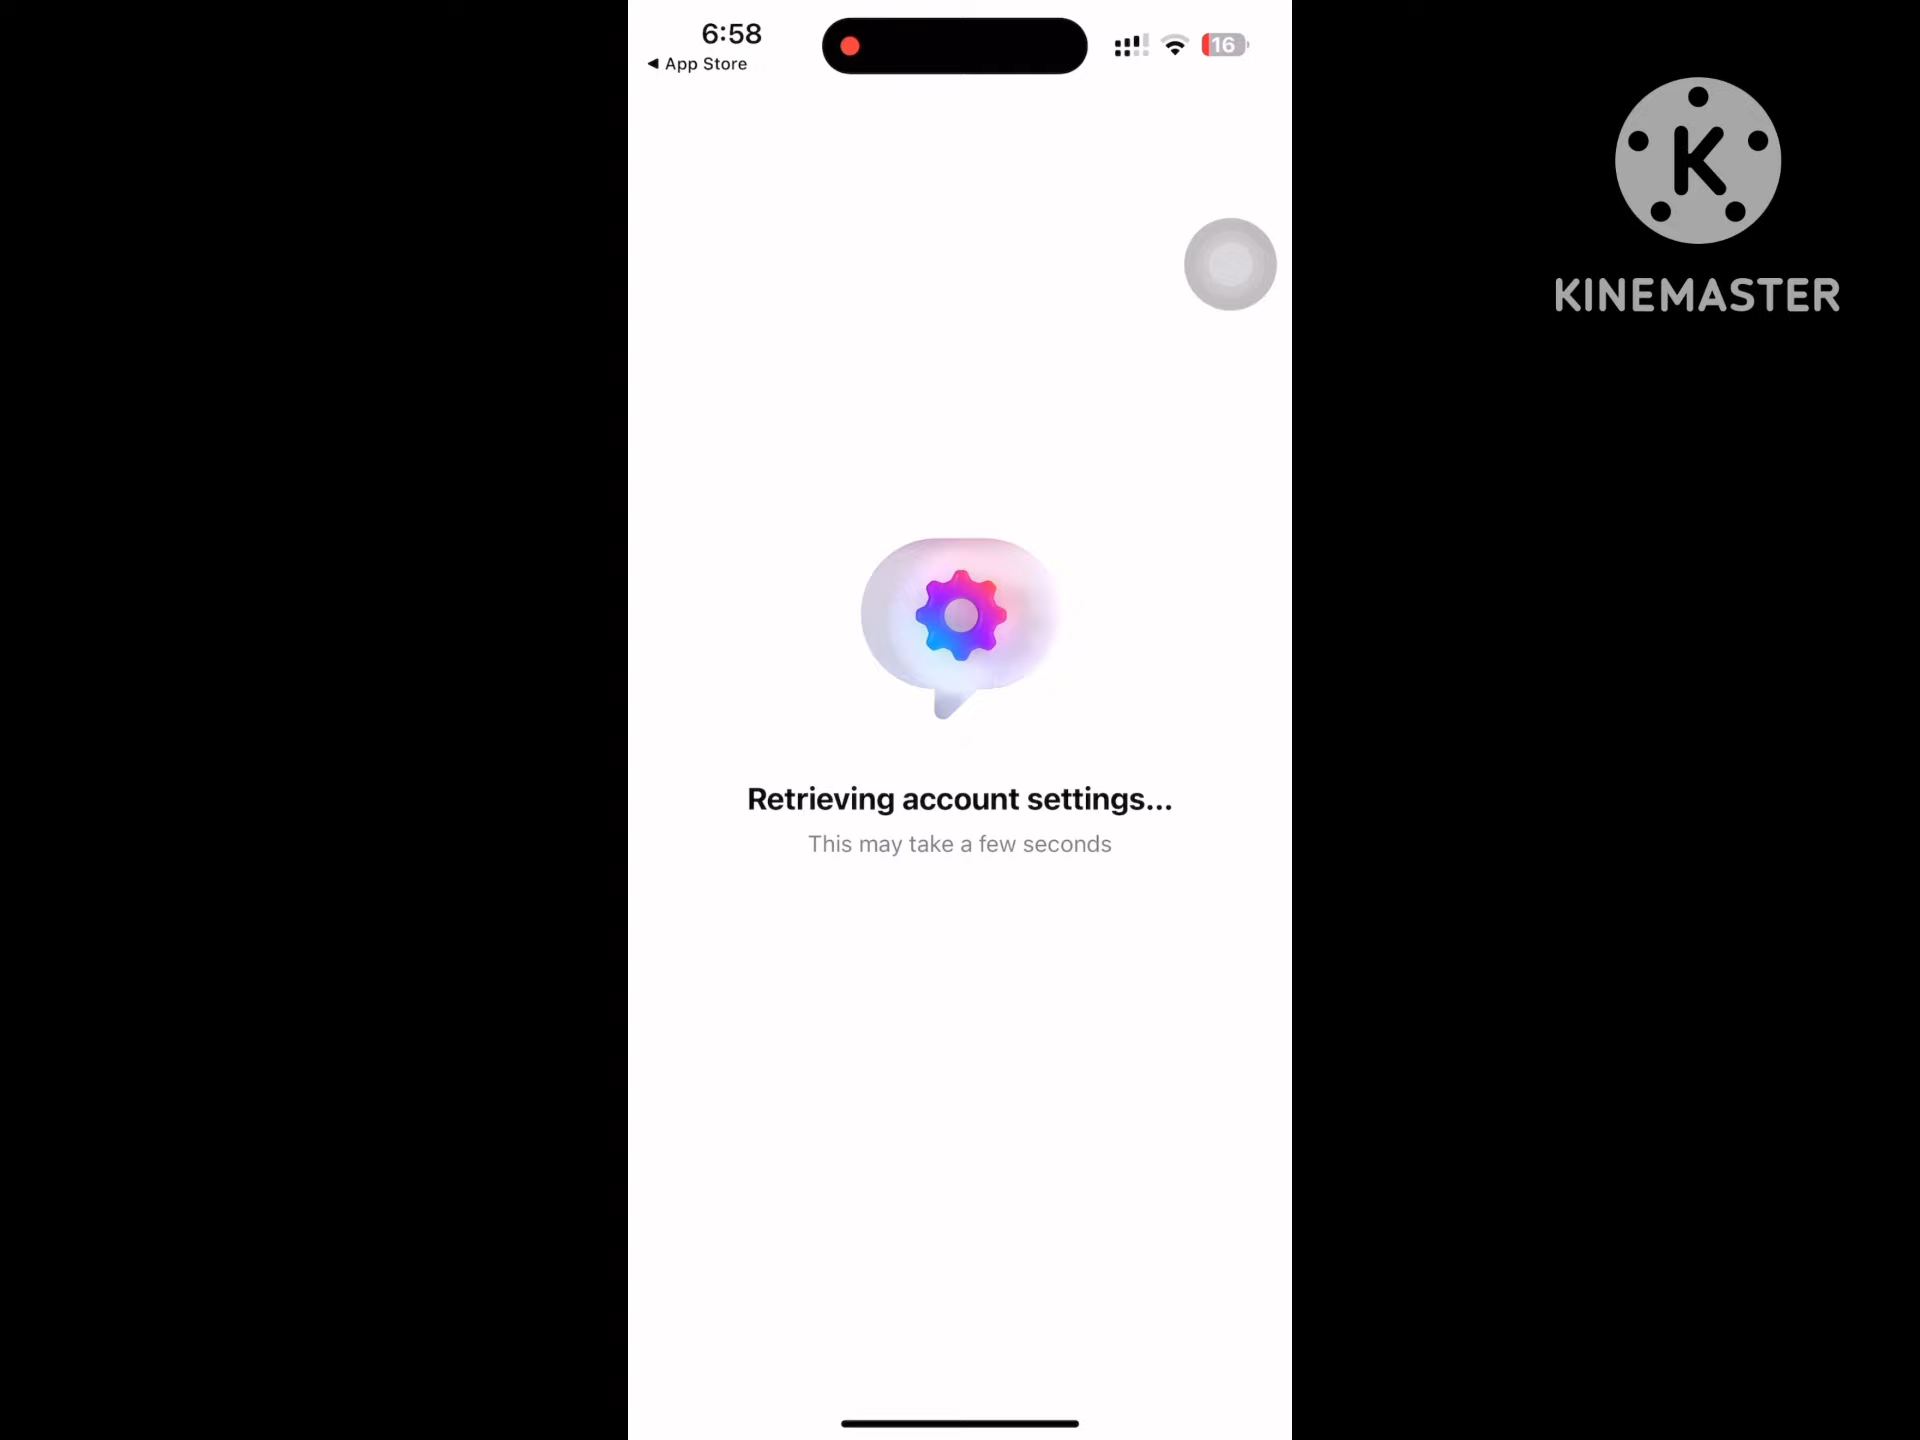 6:58
App Store
16
K
KINEMASTER
Retrieving account settings...
This may take a few seconds